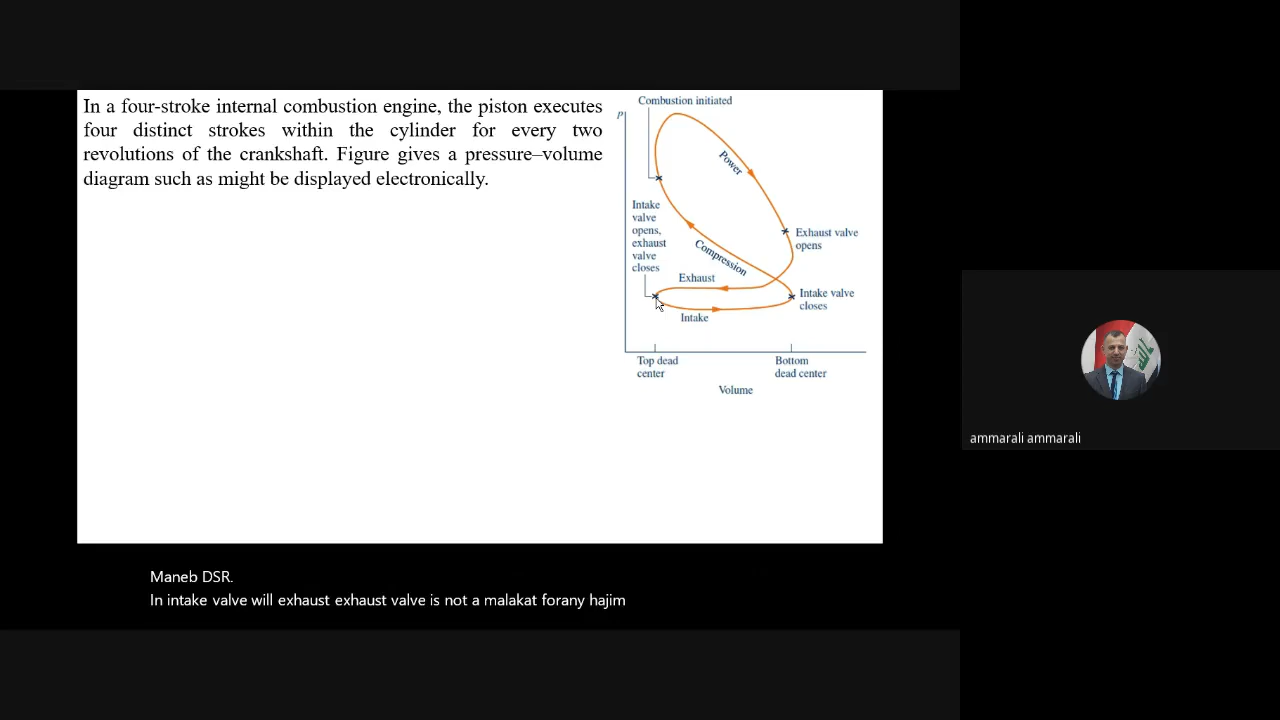 In a four-stroke internal combustion engine, the piston executes
four distinct strokes within the cylinder for every two
revolutions of the crankshaft. Figure gives a pressure–volume
diagram such as might be displayed electronically.
Combustion initiated
p
Power
Intake
valve
opens,
exhaust
valve
closes
Exhaust valve
opens
Compression
Exhaust
Intake valve
closes
Intake
Top dead
center
Bottom
dead center
Volume
ammarali ammarali
Maneb DSR.
In intake valve will exhaust exhaust valve is not a malakat forany hajim